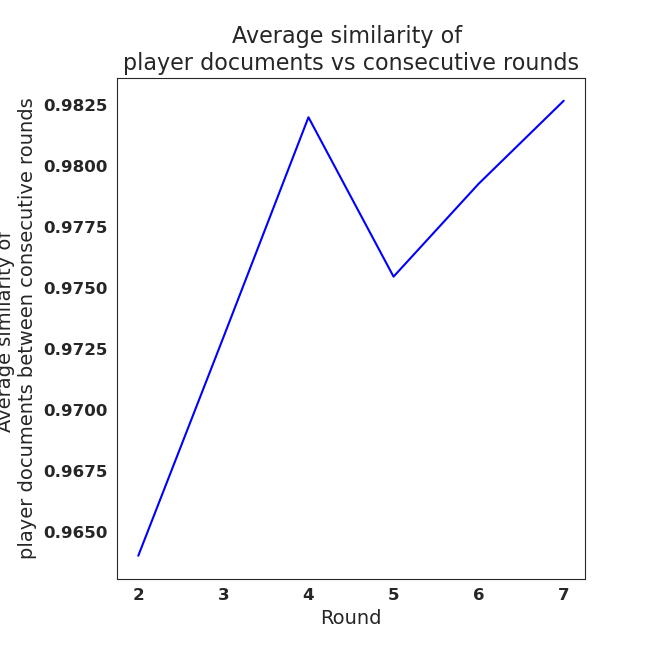 Average similarity of
player documents vs consecutive rounds
Average similarity of
player documents between consecutive rounds
0.9825
0.9800
0.9775
0.9750
0.9725
0.9700
0.9675
0.9650
2 3 4 5 6 7
Round